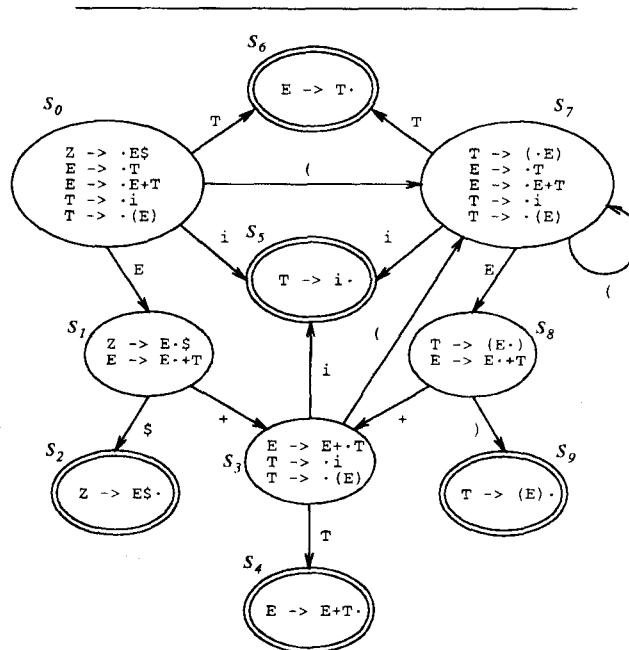 S6
E -> T·
S0
S7
T
T
Z -> ·E$
E -> ·T
E -> ·E+T
T -> ·i
T -> ·(E)
(
T -> (·E)
E -> ·T
E -> ·E+T
T -> ·i
T -> ·(E)
i
S5
i
T -> i·
E
E
(
S1
S8
(
Z -> E·$
E -> E·+T
T -> (E·)
E -> E·+T
i
$
+
+
)
S2
S3
S9
E -> E+·T
T -> ·i
T -> ·(E)
Z -> E$·
T -> (E)·
T
S4
E -> E+T·